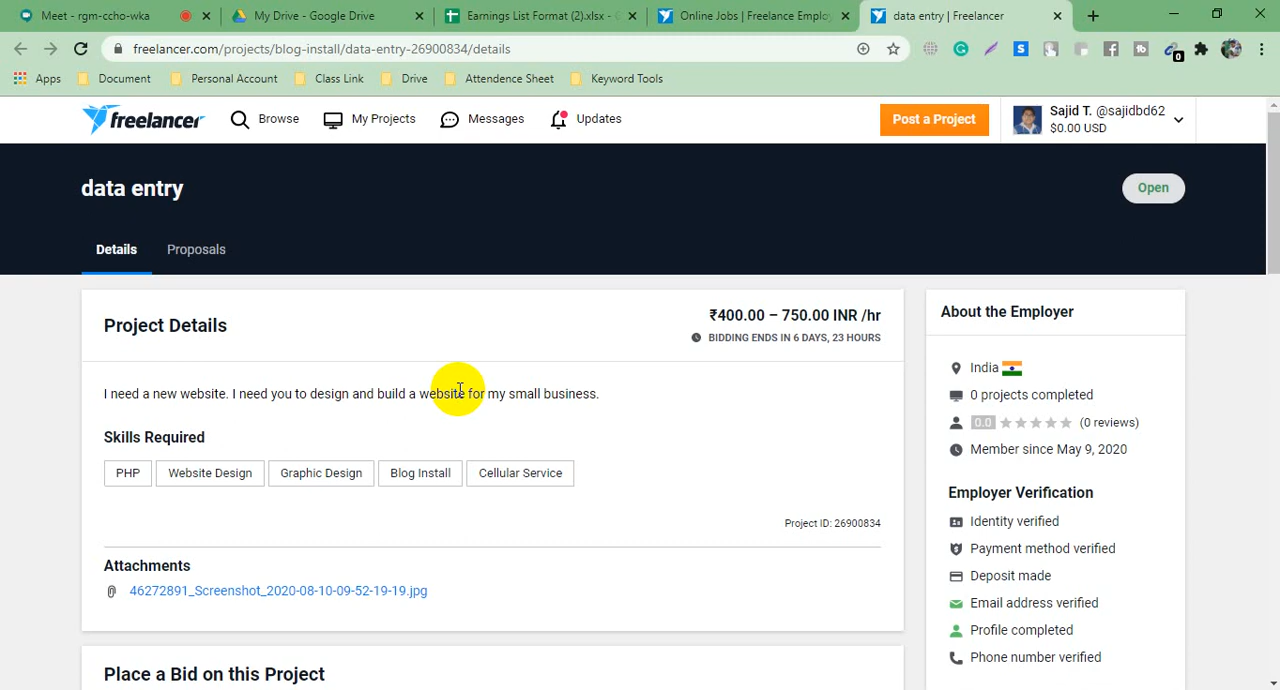 Meet - rgm-ccho-wka
My Drive - Google Drive
Earnings List Format (2).xlsx - G
Online Jobs | Freelance Employ
data entry | Freelancer
freelancer.com/projects/blog-install/data-entry-26900834/details
Apps
Document
Personal Account
Class Link
Drive
Attendence Sheet
Keyword Tools
0
freelancer
Browse
My Projects
Messages
Updates
Post a Project
Sajid T. @sajidbd62
$0.00 USD
data entry
Open
Details
Proposals
Project Details
₹400.00 – 750.00 INR /hr
BIDDING ENDS IN 6 DAYS, 23 HOURS
I need a new website. I need you to design and build a website for my small business.
Skills Required
PHP
Website Design
Graphic Design
Blog Install
Cellular Service
Project ID: 26900834
Attachments
46272891_Screenshot_2020-08-10-09-52-19-19.jpg
Place a Bid on this Project
About the Employer
India
0 projects completed
0.0 (0 reviews)
Member since May 9, 2020
Employer Verification
Identity verified
Payment method verified
Deposit made
Email address verified
Profile completed
Phone number verified